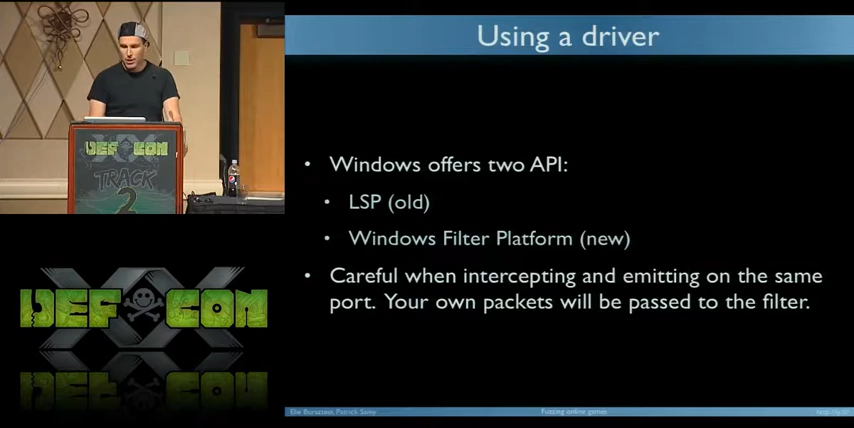 Using a driver
DEF CON
TRACK
2
• Windows offers two API:
• LSP (old)
• Windows Filter Platform (new)
• Careful when intercepting and emitting on the same
port. Your own packets will be passed to the filter.
XX
DEF CON
Elie Bursztein, Patrick Samy
Fuzzing online games